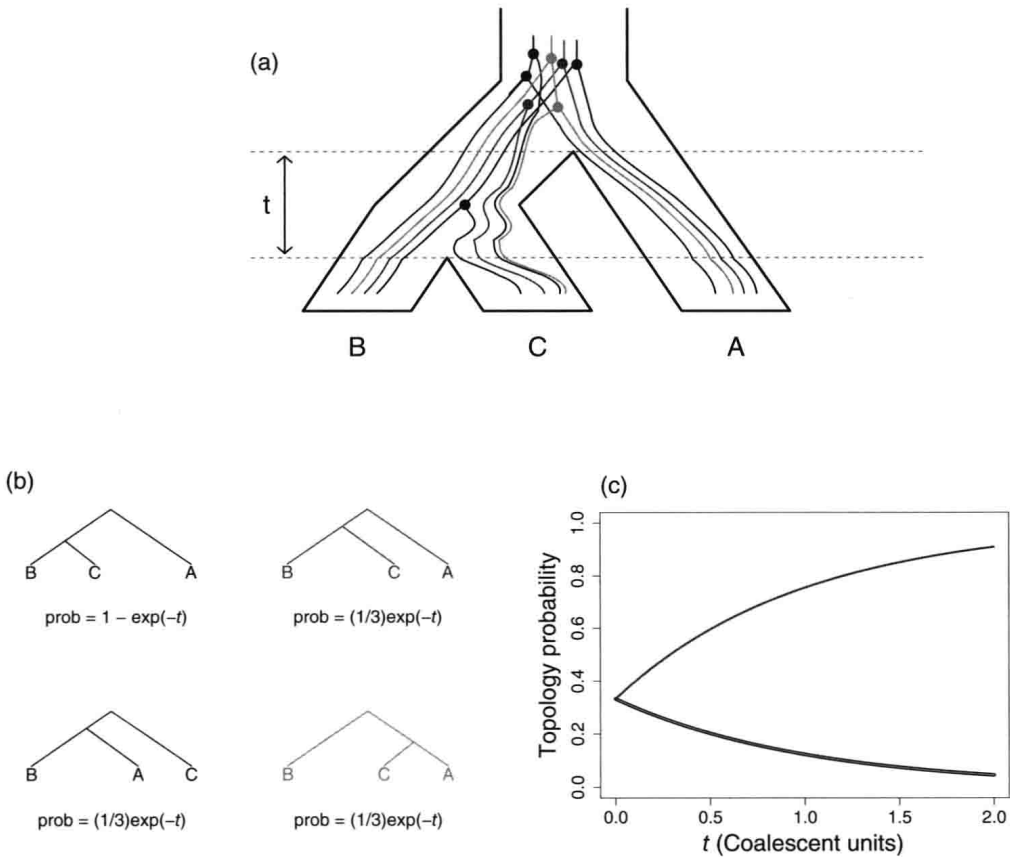 (a)
t
B C A
(b)
B C A
prob = 1 − exp(−t)
B C A
prob = (1/3)exp(−t)
B A C
prob = (1/3)exp(−t)
B C A
prob = (1/3)exp(−t)
(c)
Topology probability
1.0
0.8
0.6
0.4
0.2
0.0
0.0 0.5 1.0 1.5 2.0
t (Coalescent units)